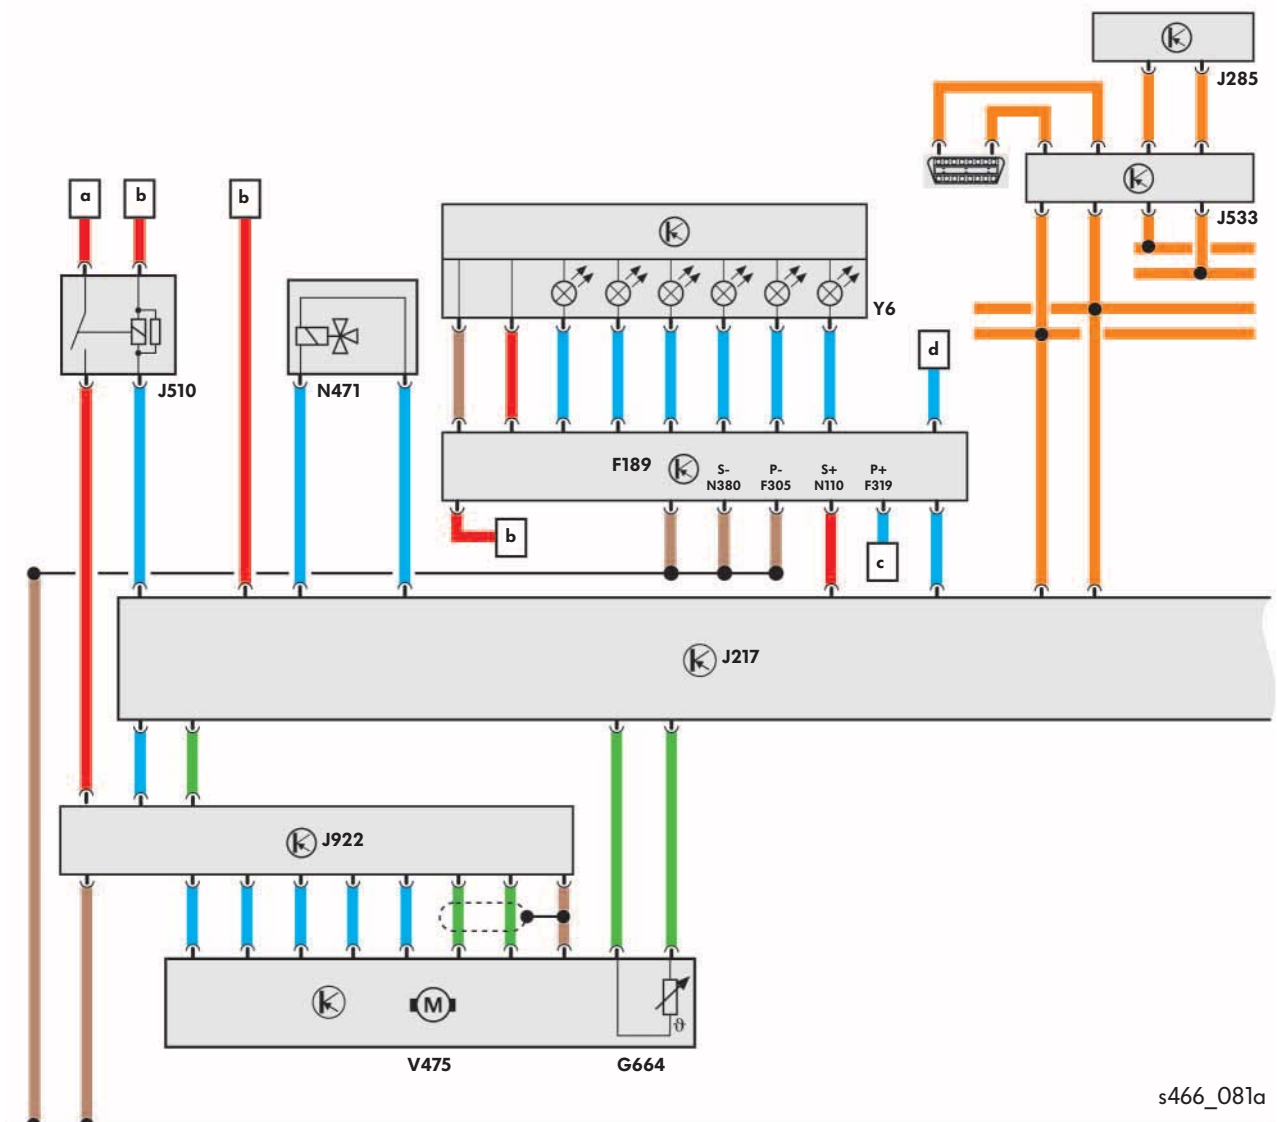 J285
J533
a
b
b
Y6
J510
N471
d
F189
S-
N380
P-
F305
S+
N110
P+
F319
b
c
J217
J922
M
ϑ
V475
G664
s466_081a